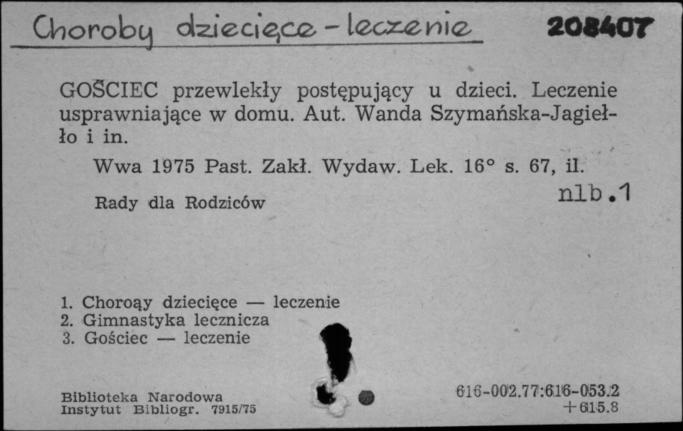 Choroby dziecięce - leczenie 208407
GOŚCIEC przewlekły postępujący u dzieci. Leczenie
usprawniające w domu. Aut. Wanda Szymańska-Jagieł-
ło i in.
Wwa 1975 Past. Zakł. Wydaw. Lek. 16° s. 67, il.
nlb.1
Rady dla Rodziców
1. Choroąy dziecięce — leczenie
2. Gimnastyka lecznicza
3. Gościec — leczenie
Biblioteka Narodowa 616-002.77:616-053.2
Instytut Bibliogr. 7915/75 +615.8